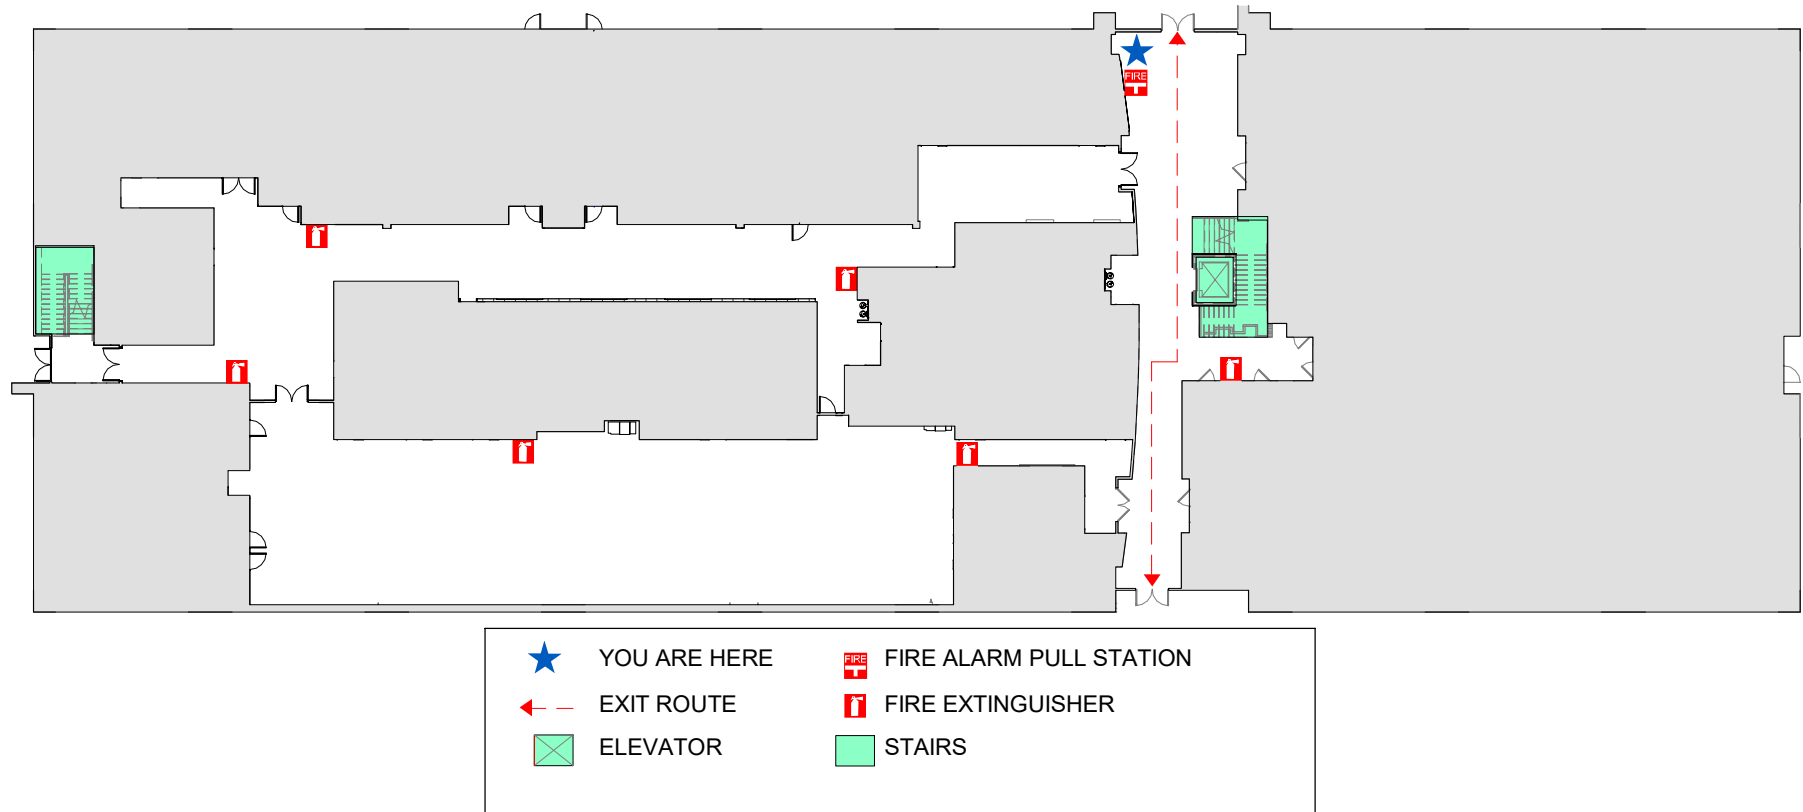 FIRE
YOU ARE HERE
FIRE
FIRE ALARM PULL STATION
EXIT ROUTE
FIRE EXTINGUISHER
ELEVATOR
STAIRS